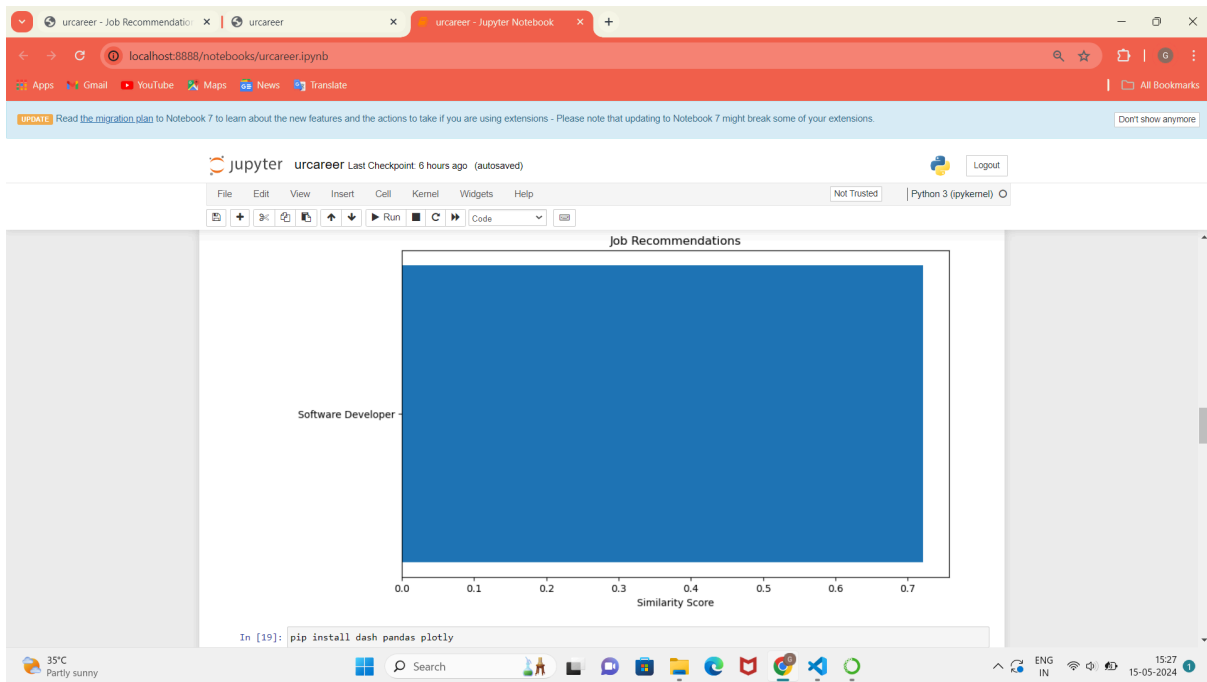 urcareer - Job Recommendation
urcareer
urcareer - Jupyter Notebook
localhost:8888/notebooks/urcareer.ipynb
G
Apps Gmail YouTube Maps News Translate All Bookmarks
UPDATE Read the migration plan to Notebook 7 to learn about the new features and the actions to take if you are using extensions - Please note that updating to Notebook 7 might break some of your extensions. Don't show anymore
jupyter urcareer Last Checkpoint: 6 hours ago (autosaved) Logout
File Edit View Insert Cell Kernel Widgets Help Not Trusted Python 3 (ipykernel)
Run Code
Job Recommendations
Software Developer
0.0 0.1 0.2 0.3 0.4 0.5 0.6 0.7
Similarity Score
In [19]: pip install dash pandas plotly
35°C
Partly sunny
Search
ENG
IN
15:27
15-05-2024
1